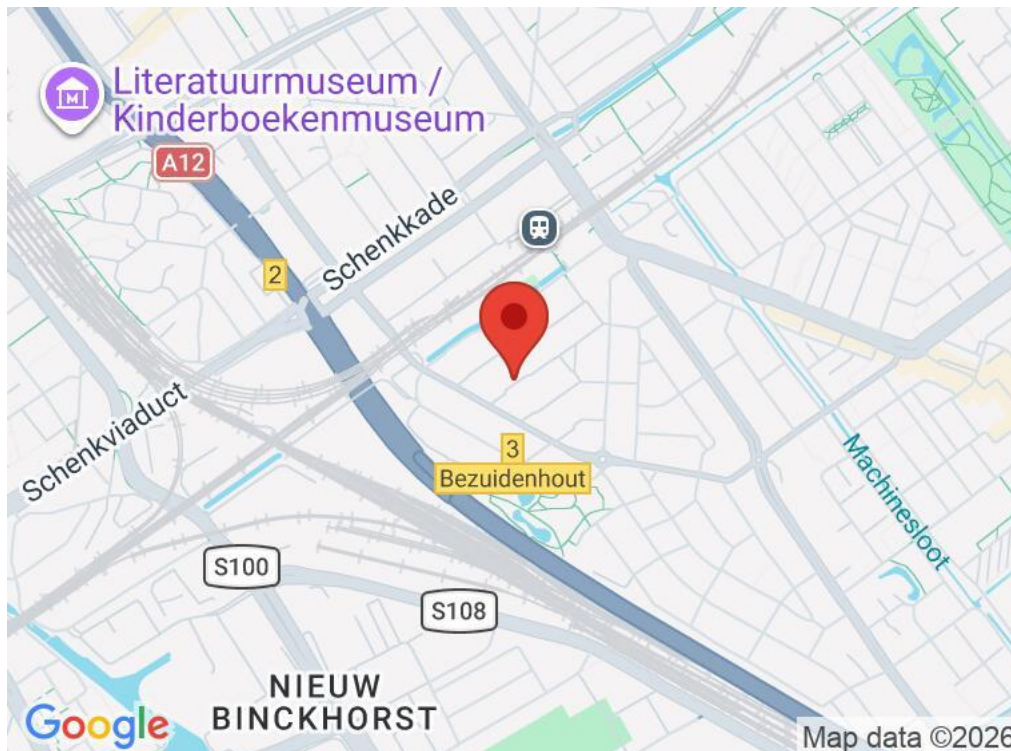 Literatuurmuseum /
Kinderboekenmuseum
M
A12
Schenkkade
2
Schenkviaduct
3
Bezuidenhout
Machinesloot
S100
S108
NIEUW
BINCKHORST
Google
Map data ©2026